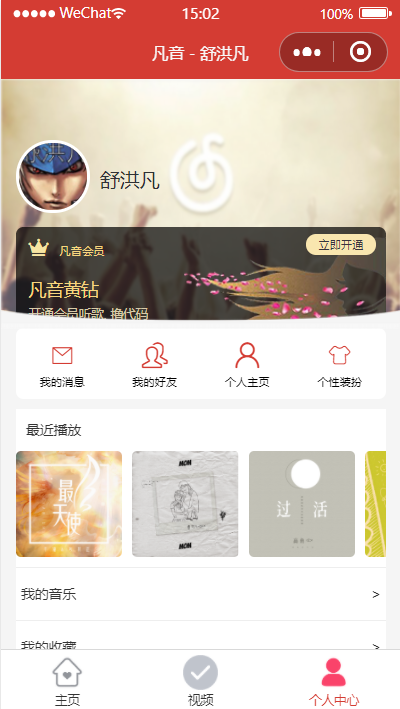 WeChat 15:02 100%
凡音 - 舒洪凡
舒洪凡
凡音会员 立即开通
凡音黄钻
开通会员听歌, 撸代码
我的消息 我的好友 个人主页 个性装扮
最近播放
最天使
MOM
MOM
过 活
我的音乐 >
我的收藏
主页 视频 个人中心